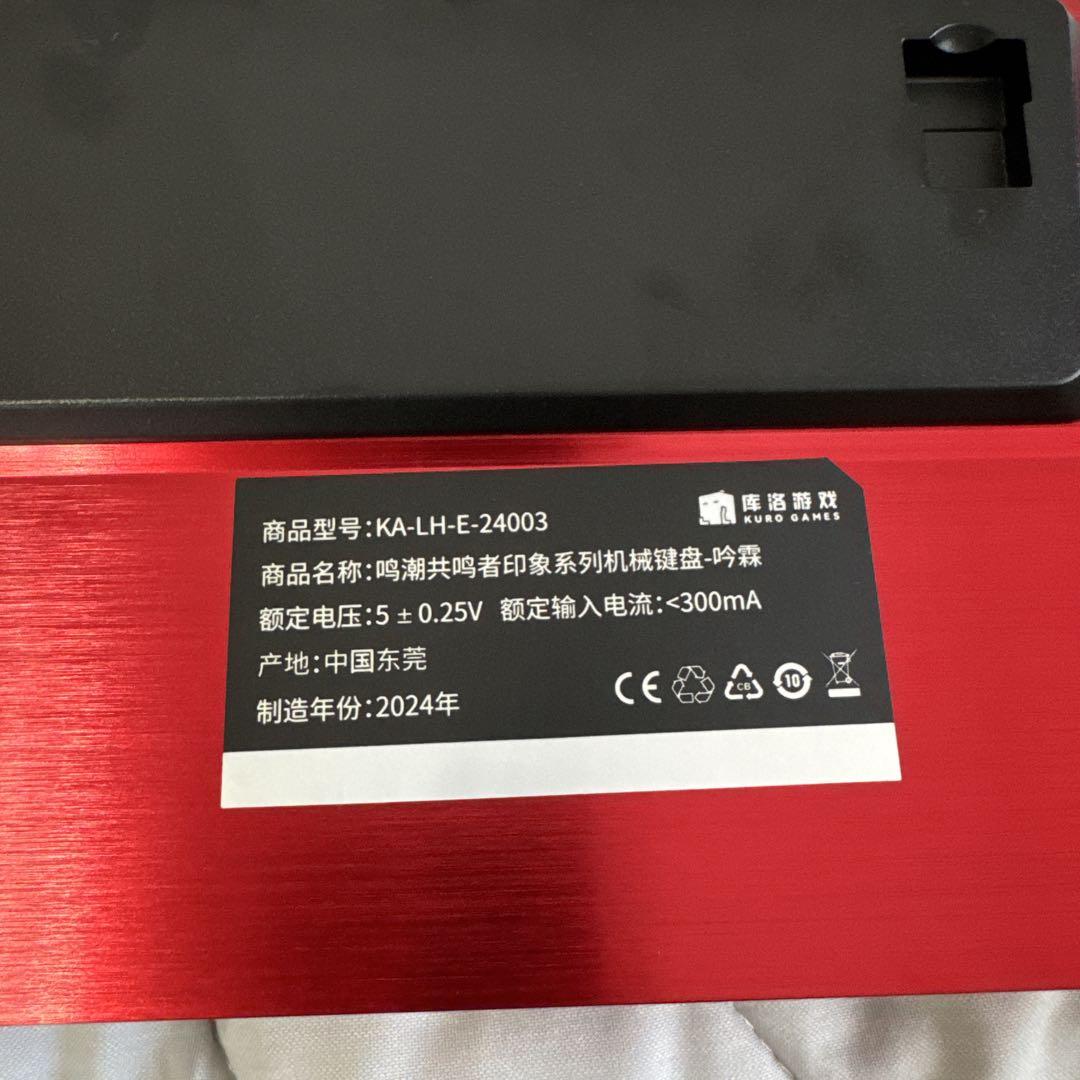 库洛游戏
KURO GAMES
商品型号:KA-LH-E-24003
商品名称:鸣潮共鸣者印象系列机械键盘-吟霖
额定电压:5±0.25V 额定输入电流:<300mA
产地:中国东莞
制造年份:2024年
CE
CB
10